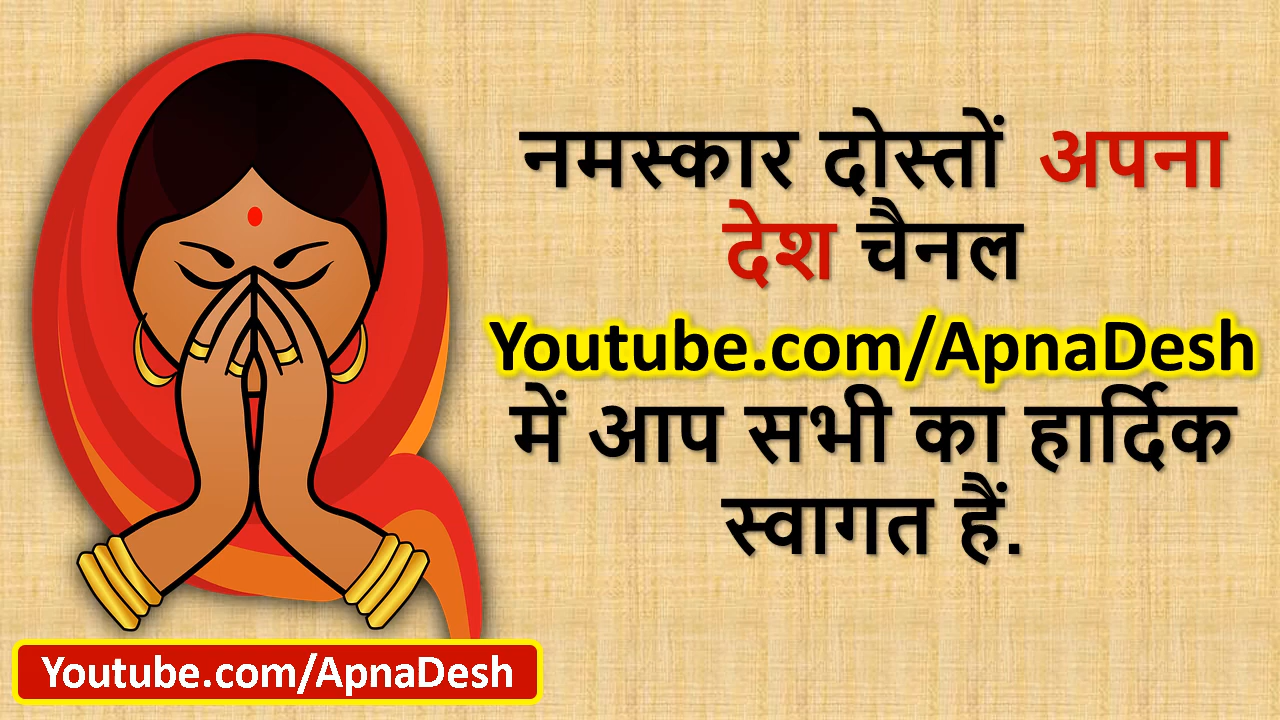 नमस्कार दोस्तों अपना
देश चैनल
Youtube.com/ApnaDesh
में आप सभी का हार्दिक
स्वागत हैं.
Youtube.com/ApnaDesh